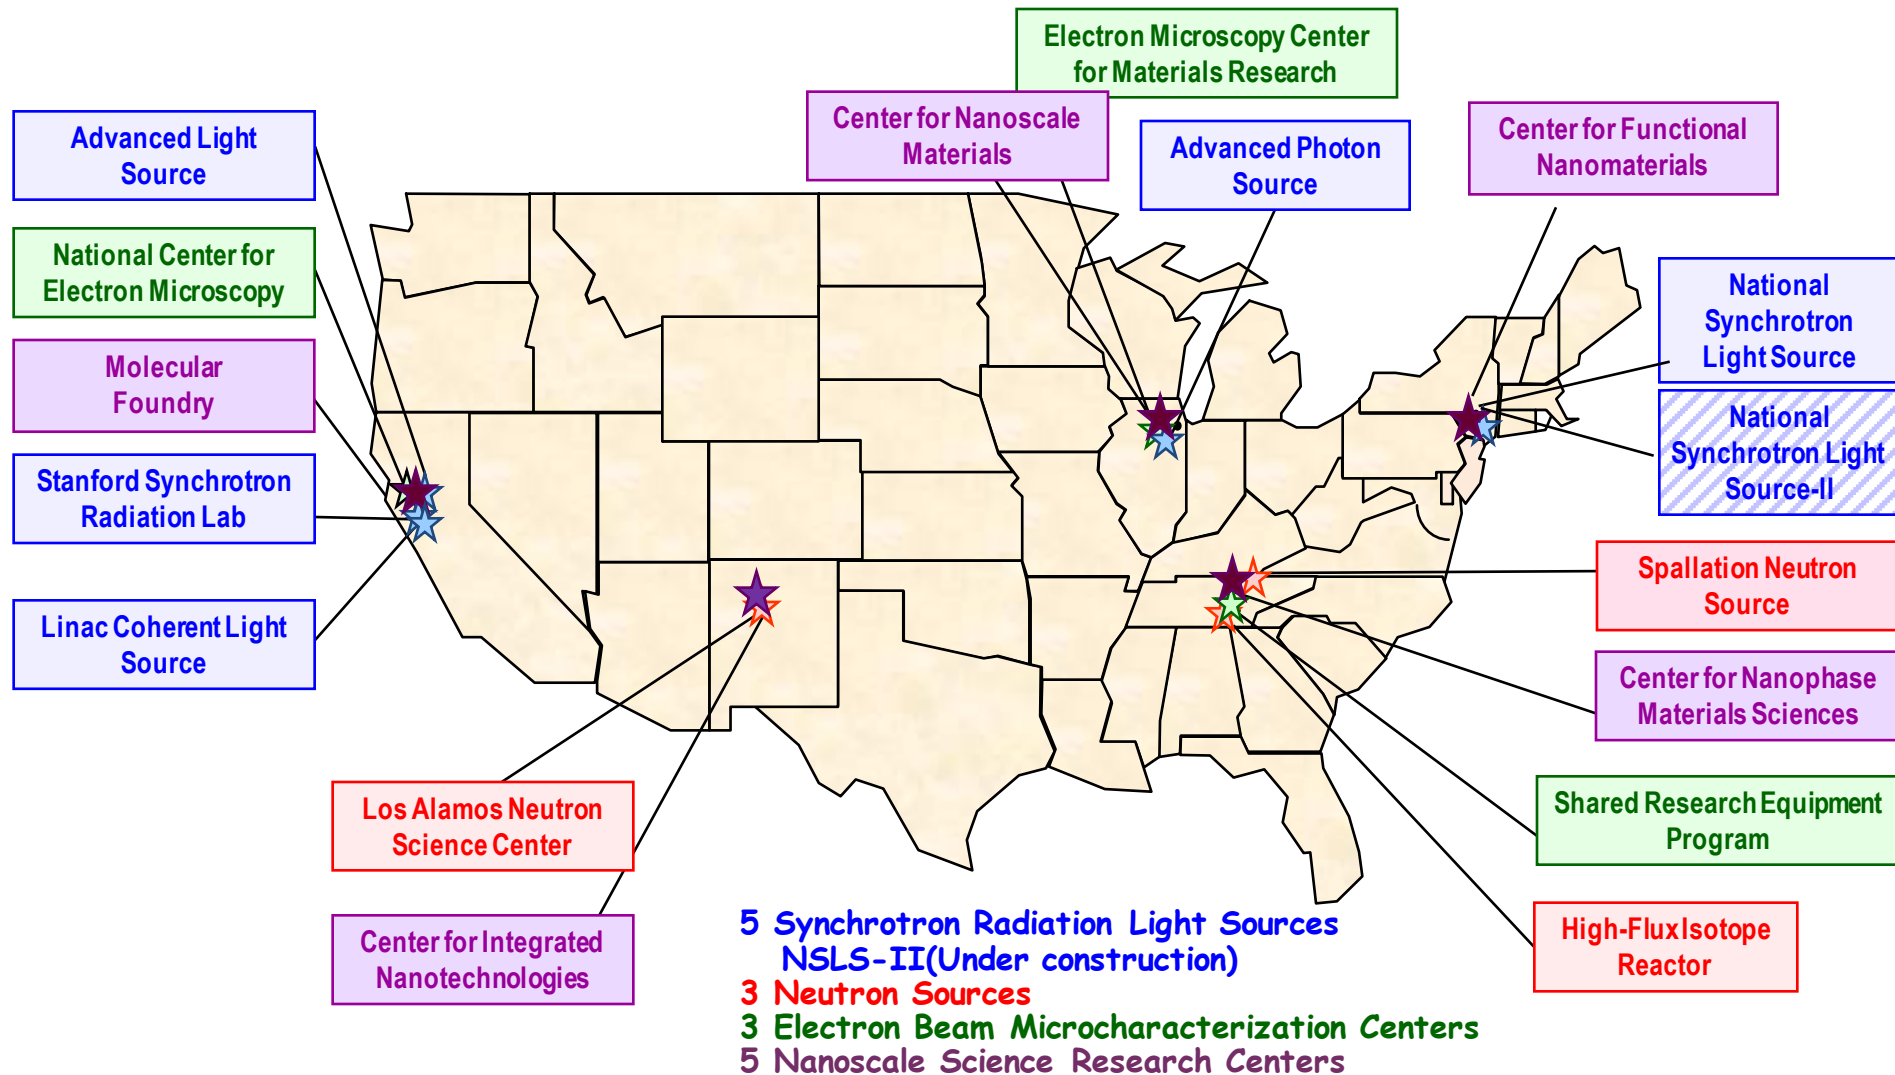 Electron Microscopy Center
for Materials Research
Center for Nanoscale
Materials
Advanced Photon
Source
Center for Functional
Nanomaterials
Advanced Light
Source
National Center for
Electron Microscopy
Molecular
Foundry
Stanford Synchrotron
Radiation Lab
Linac Coherent Light
Source
National
Synchrotron
Light Source
National
Synchrotron Light
Source-II
Spallation Neutron
Source
Center for Nanophase
Materials Sciences
Shared Research Equipment
Program
High-Flux Isotope
Reactor
Los Alamos Neutron
Science Center
Center for Integrated
Nanotechnologies
5 Synchrotron Radiation Light Sources
NSLS-II(Under construction)
3 Neutron Sources
3 Electron Beam Microcharacterization Centers
5 Nanoscale Science Research Centers